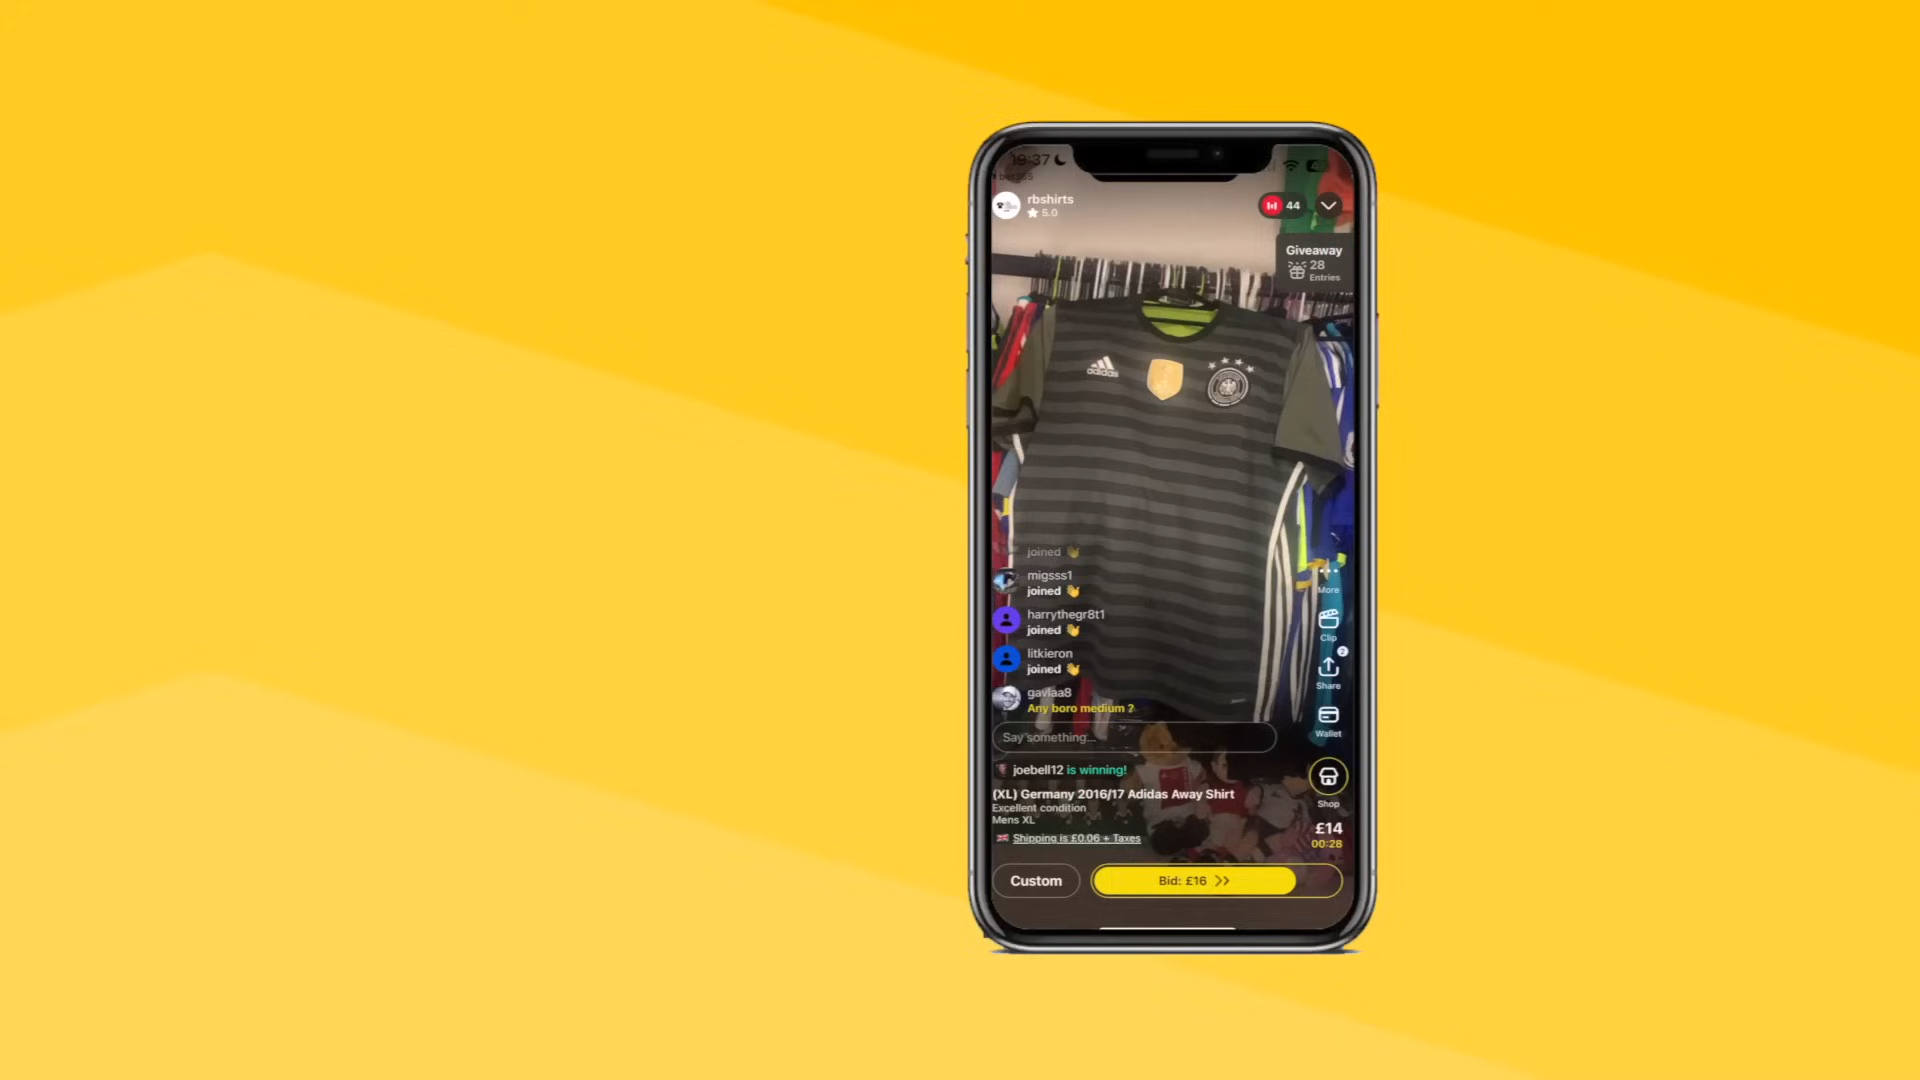 19:37
bet365
rbshirts
5.0
44
Giveaway
28
Entries
adidas
joined 👋
migsss1
joined 👋
harrythegr8t1
joined 👋
litkieron
joined 👋
gavlaa8
Any boro medium ?
Say something...
More
Clip
2
Share
Wallet
Shop
joebell12 is winning!
(XL) Germany 2016/17 Adidas Away Shirt
Excellent condition
Mens XL
Shipping is £0.06 + Taxes
£14
00:28
Custom
Bid: £16